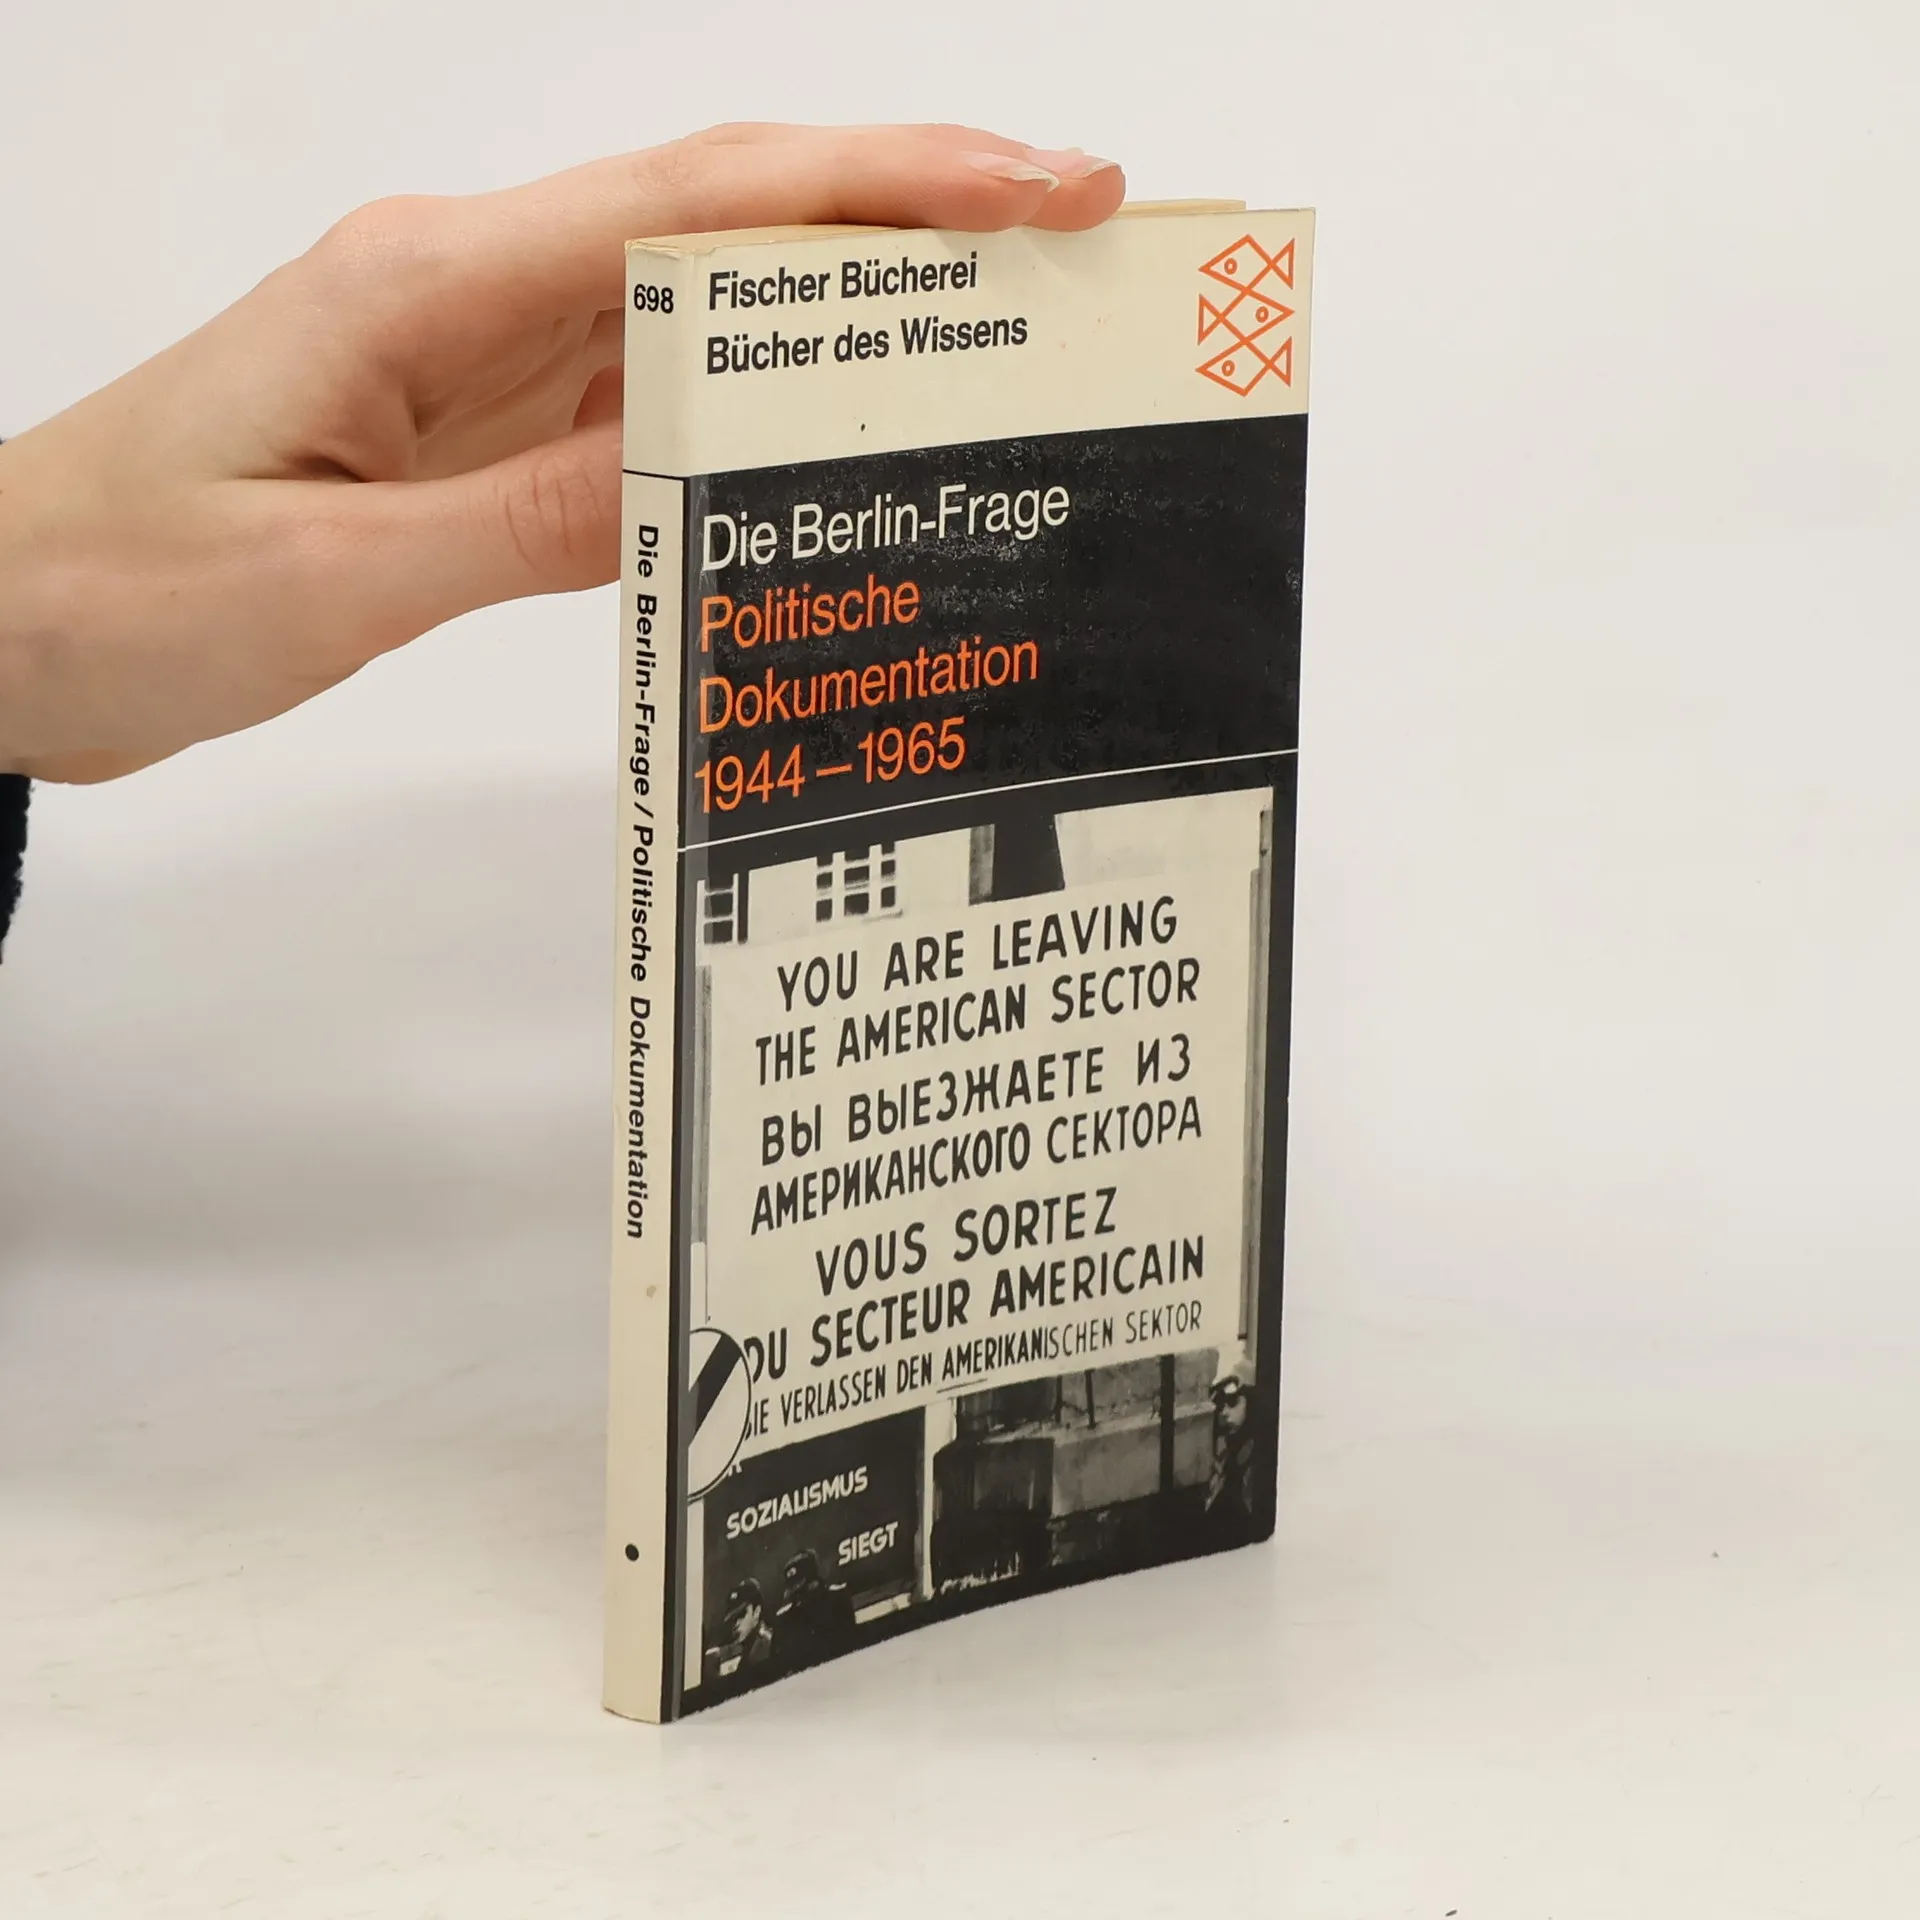 698
Fischer Bücherei
Bücher des Wissens
Die Berlin-Frage
Politische
Dokumentation
1944–1965
Die Berlin-Frage/Politische Dokumentation
YOU ARE LEAVING
THE AMERICAN SECTOR
ВЫ ВЫЕЗЖАЕТЕ ИЗ
АМЕРИКАНСКОГО СЕКТОРА
VOUS SORTEZ
DU SECTEUR AMERICAIN
SIE VERLASSEN DEN AMERIKANISCHEN SEKTOR
SOZIALISMUS
SIEGT